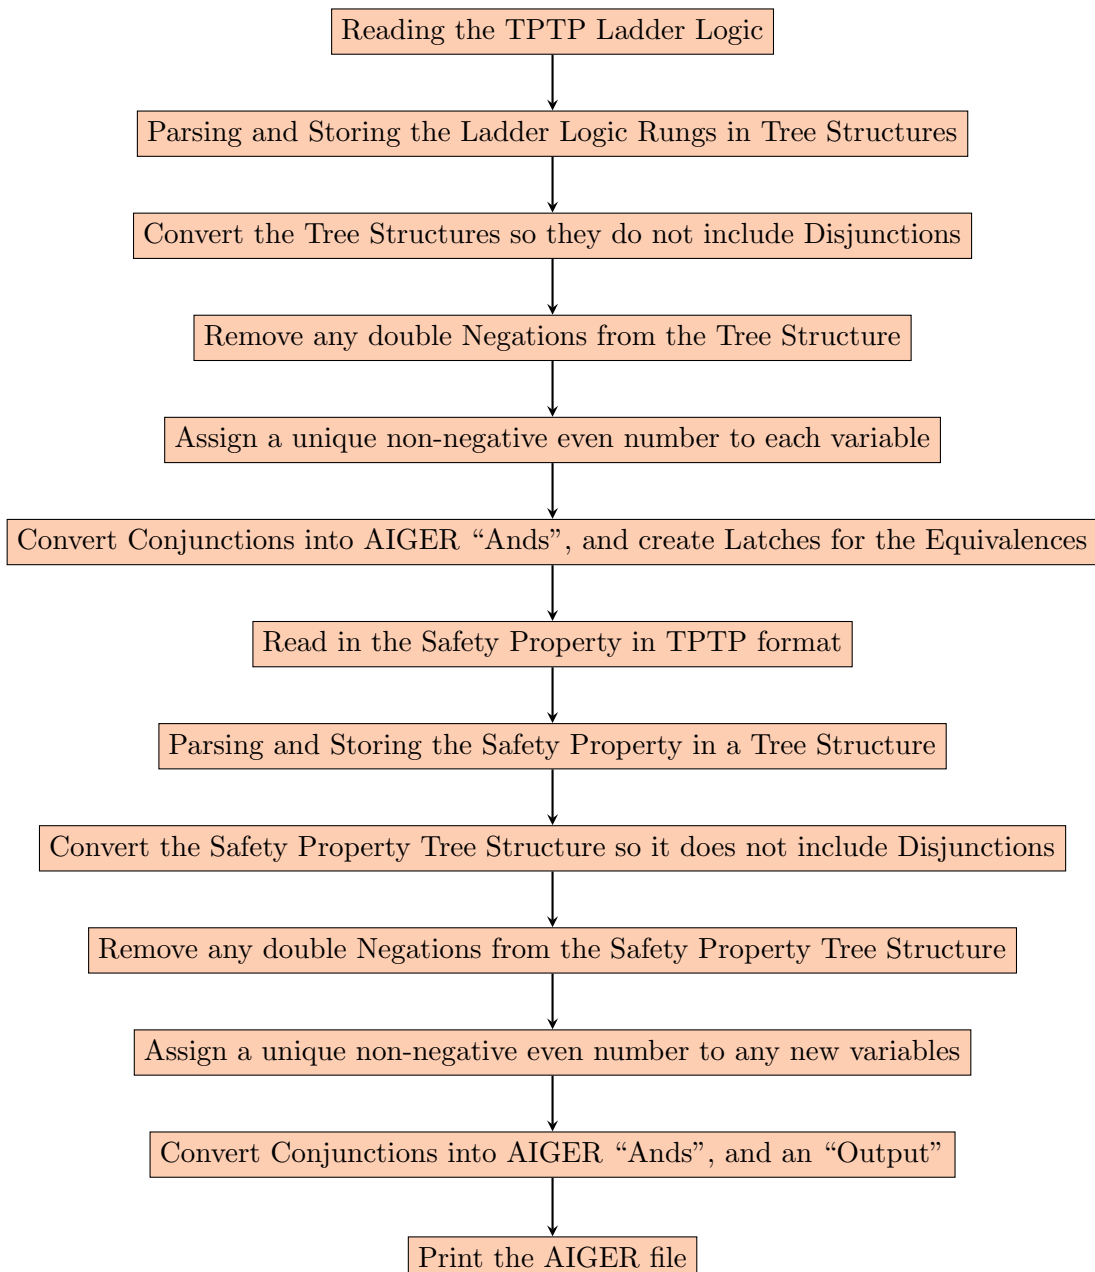 Reading the TPTP Ladder Logic
Parsing and Storing the Ladder Logic Rungs in Tree Structures
Convert the Tree Structures so they do not include Disjunctions
Remove any double Negations from the Tree Structure
Assign a unique non-negative even number to each variable
Convert Conjunctions into AIGER “Ands”, and create Latches for the Equivalences
Read in the Safety Property in TPTP format
Parsing and Storing the Safety Property in a Tree Structure
Convert the Safety Property Tree Structure so it does not include Disjunctions
Remove any double Negations from the Safety Property Tree Structure
Assign a unique non-negative even number to any new variables
Convert Conjunctions into AIGER “Ands”, and an “Output”
Print the AIGER file